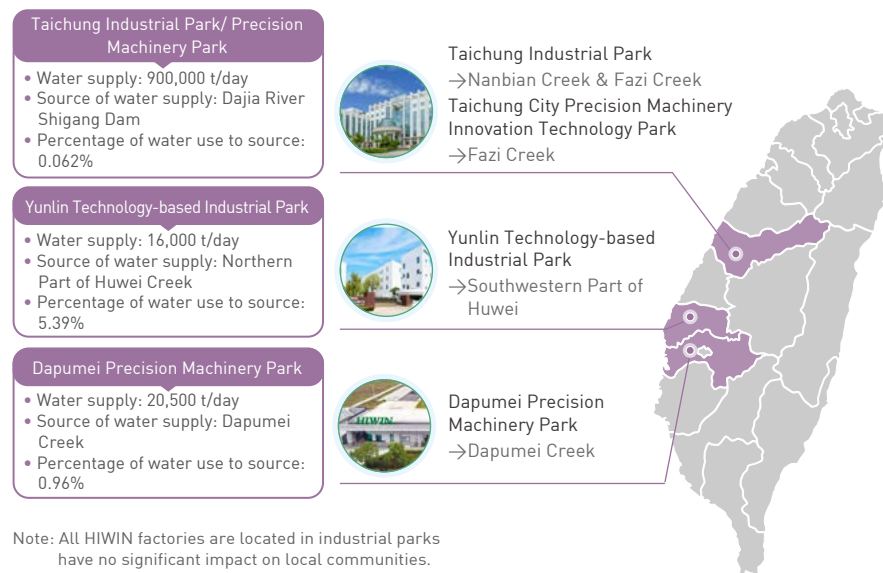 Taichung Industrial Park/ Precision
Machinery Park
• Water supply: 900,000 t/day
• Source of water supply: Dajia River
Shigang Dam
• Percentage of water use to source:
0.062%
Taichung Industrial Park
→Nanbian Creek & Fazi Creek
Taichung City Precision Machinery
Innovation Technology Park
→Fazi Creek
Yunlin Technology-based Industrial Park
• Water supply: 16,000 t/day
• Source of water supply: Northern
Part of Huwei Creek
• Percentage of water use to source:
5.39%
Yunlin Technology-based
Industrial Park
→Southwestern Part of
Huwei
Dapumei Precision Machinery Park
• Water supply: 20,500 t/day
• Source of water supply: Dapumei
Creek
• Percentage of water use to source:
0.96%
HIWIN
Dapumei Precision
Machinery Park
→Dapumei Creek
Note: All HIWIN factories are located in industrial parks
have no significant impact on local communities.